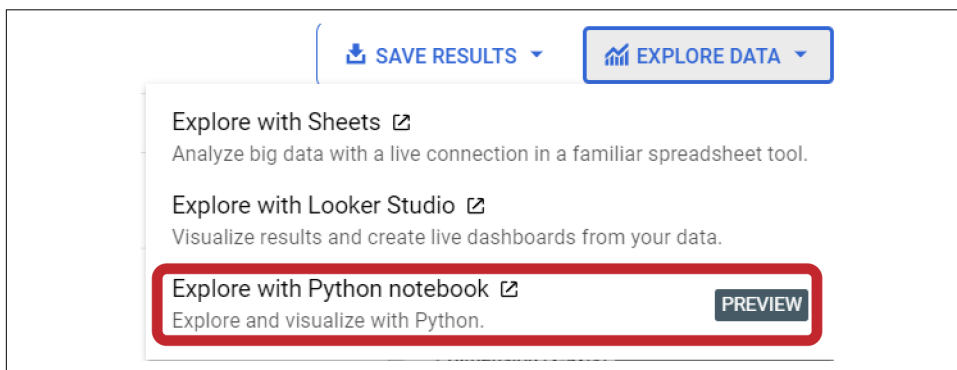 SAVE RESULTS
EXPLORE DATA
Explore with Sheets
Analyze big data with a live connection in a familiar spreadsheet tool.
Explore with Looker Studio
Visualize results and create live dashboards from your data.
Explore with Python notebook
PREVIEW
Explore and visualize with Python.